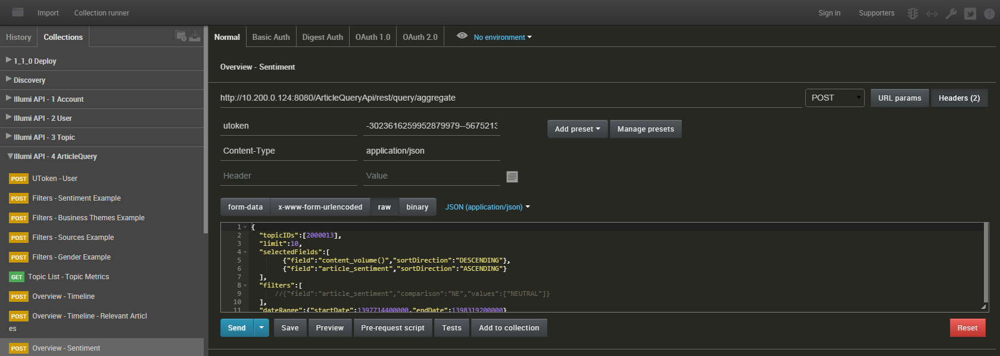 Import Collection runner Sign in Supporters
History Collections
Normal Basic Auth Digest Auth OAuth 1.0 OAuth 2.0 No environment
1_1_0 Deploy
Discovery
Illumi API - 1 Account
Illumi API - 2 User
Illumi API - 3 Topic
Illumi API - 4 ArticleQuery
POST UToken - User
POST Filters - Sentiment Example
POST Filters - Business Themes Example
POST Filters - Sources Example
POST Filters - Gender Example
GET Topic List - Topic Metrics
POST Overview - Timeline
POST Overview - Timeline - Relevant Articl
es
POST Overview - Sentiment
Overview - Sentiment
http://10.200.0.124:8080/ArticleQueryApi/rest/query/aggregate POST URL params Headers (2)
utoken -3023616259952879979--5675213 Add preset Manage presets
Content-Type application/json
Header Value
form-data x-www-form-urlencoded raw binary JSON (application/json)
1 {
2 "topicIDs":[2000013],
3 "limit":10,
4 "selectedFields":[
5 {"field":"content_volume()","sortDirection":"DESCENDING"},
6 {"field":"article_sentiment","sortDirection":"ASCENDING"}
7 ],
8 "filters":[
9 //{"field":"article_sentiment","comparison":"NE","values":["NEUTRAL"]}
10 ],
11 "dateRange":{"startDate":1397714400000,"endDate":1398319200000}
Send Save Preview Pre-request script Tests Add to collection Reset